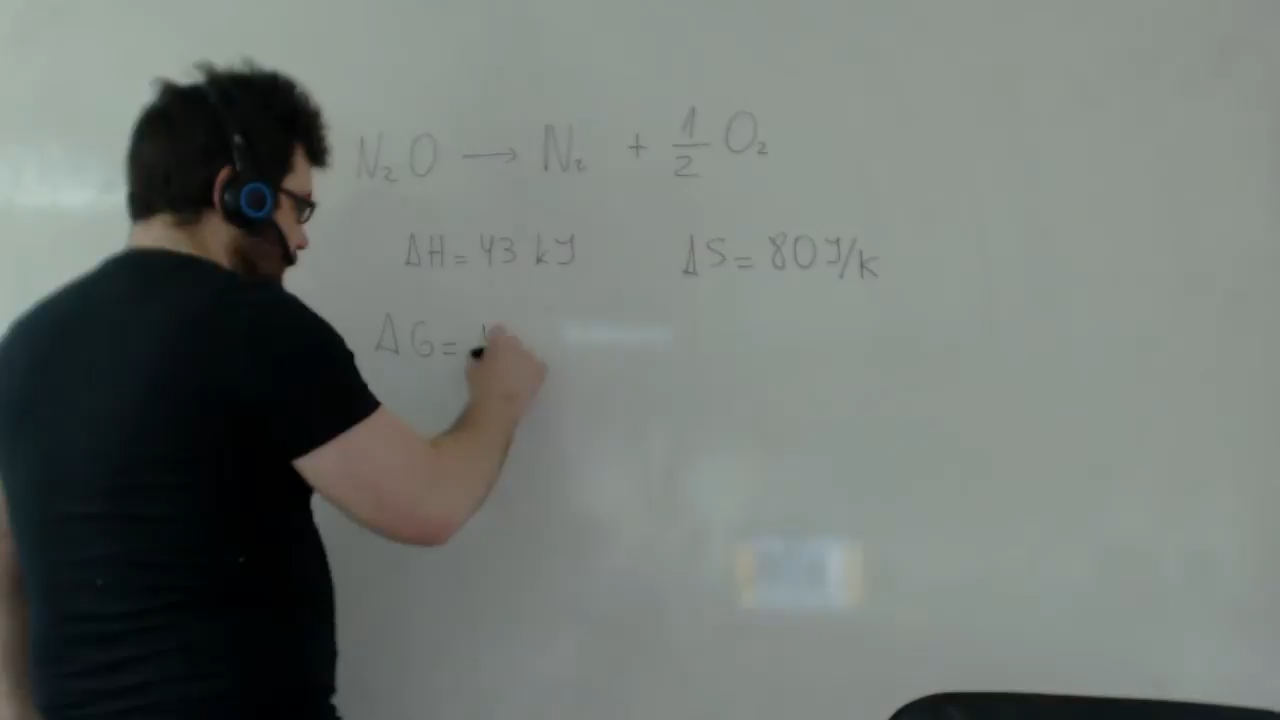 N₂O → N₂ + 1/2 O₂
ΔH = 43 kJ ΔS = 80 J/K
ΔG =